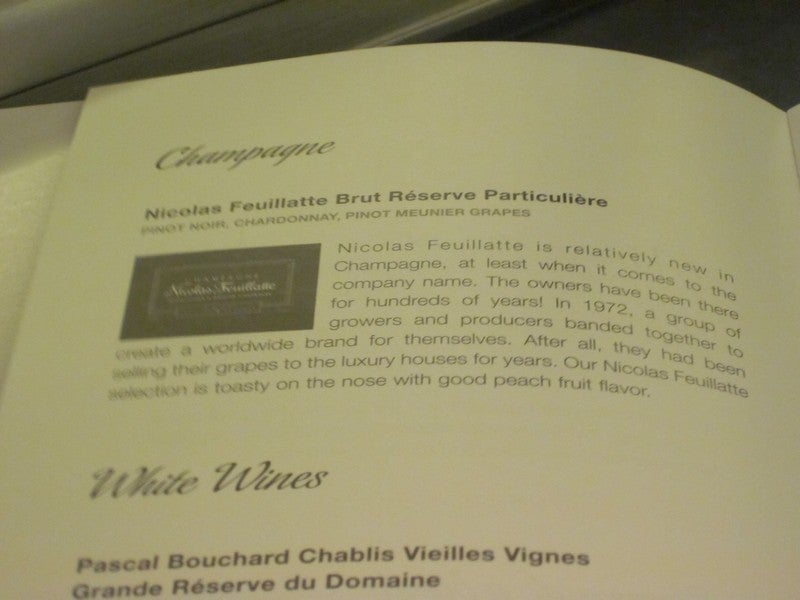 Champagne
Nicolas Feuillatte Brut Réserve Particulière
PINOT NOIR, CHARDONNAY, PINOT MEUNIER GRAPES
CHAMPAGNE
Nicolas Feuillatte
Nicolas Feuillatte is relatively new in
Champagne, at least when it comes to the
company name. The owners have been there
for hundreds of years! In 1972, a group of
growers and producers banded together to
create a worldwide brand for themselves. After all, they had been
selling their grapes to the luxury houses for years. Our Nicolas Feuillatte
selection is toasty on the nose with good peach fruit flavor.
White Wines
Pascal Bouchard Chablis Vieilles Vignes
Grande Réserve du Domaine